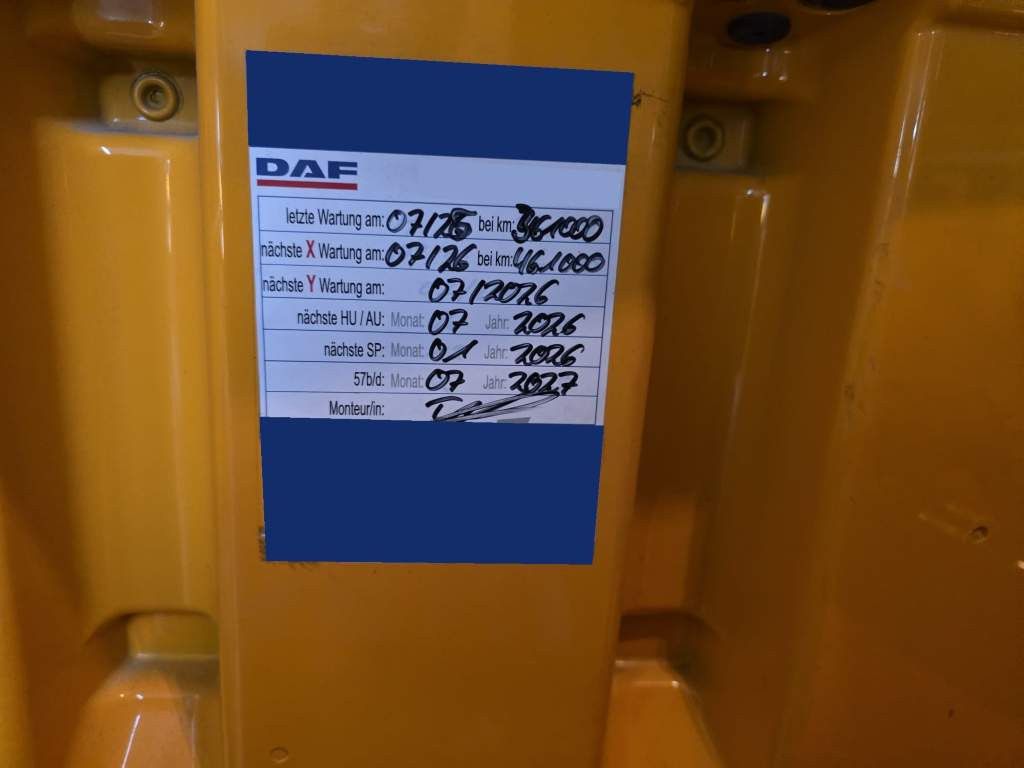 DAF
letzte Wartung am: 07/25 bei km: 361000
nächste X Wartung am: 07/26 bei km: 461000
nächste Y Wartung am: 07/2026
nächste HU / AU: Monat: 07 Jahr: 2026
nächste SP: Monat: 01 Jahr: 2026
57b/d: Monat: 07 Jahr: 2027
Monteur/in: